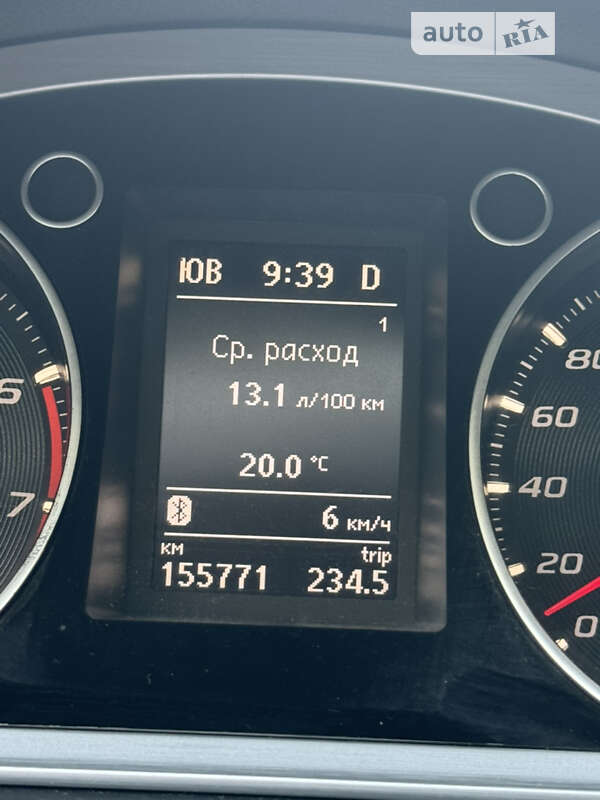 auto RIA
ЮВ 9:39 D
1
Ср. расход
13.1 л/100 км
20.0 °C
6 км/ч
км trip
155771 234.5
6
7
80
60
40
20
0